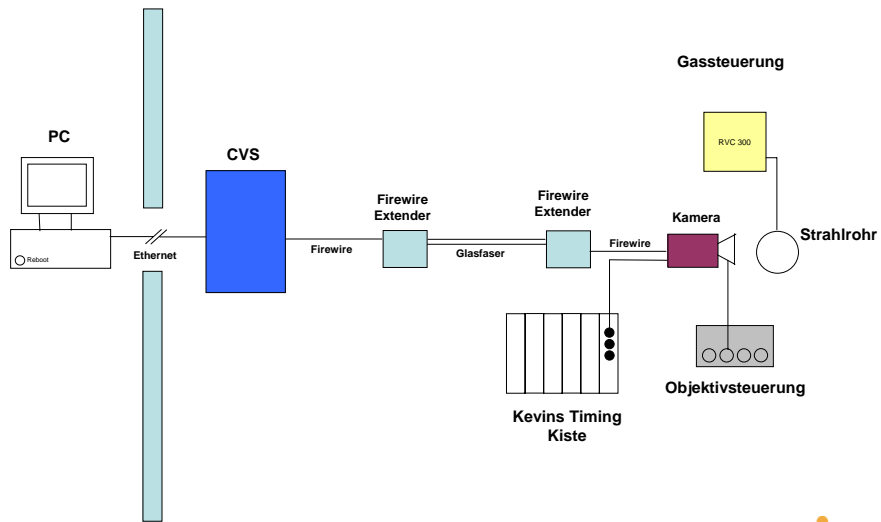 Gassteuerung
RVC 300
PC
CVS
Firewire
Extender
Firewire
Extender
Kamera
Strahlrohr
Reboot
Ethernet
Firewire
Glasfaser
Firewire
Objektivsteuerung
Kevins Timing
Kiste